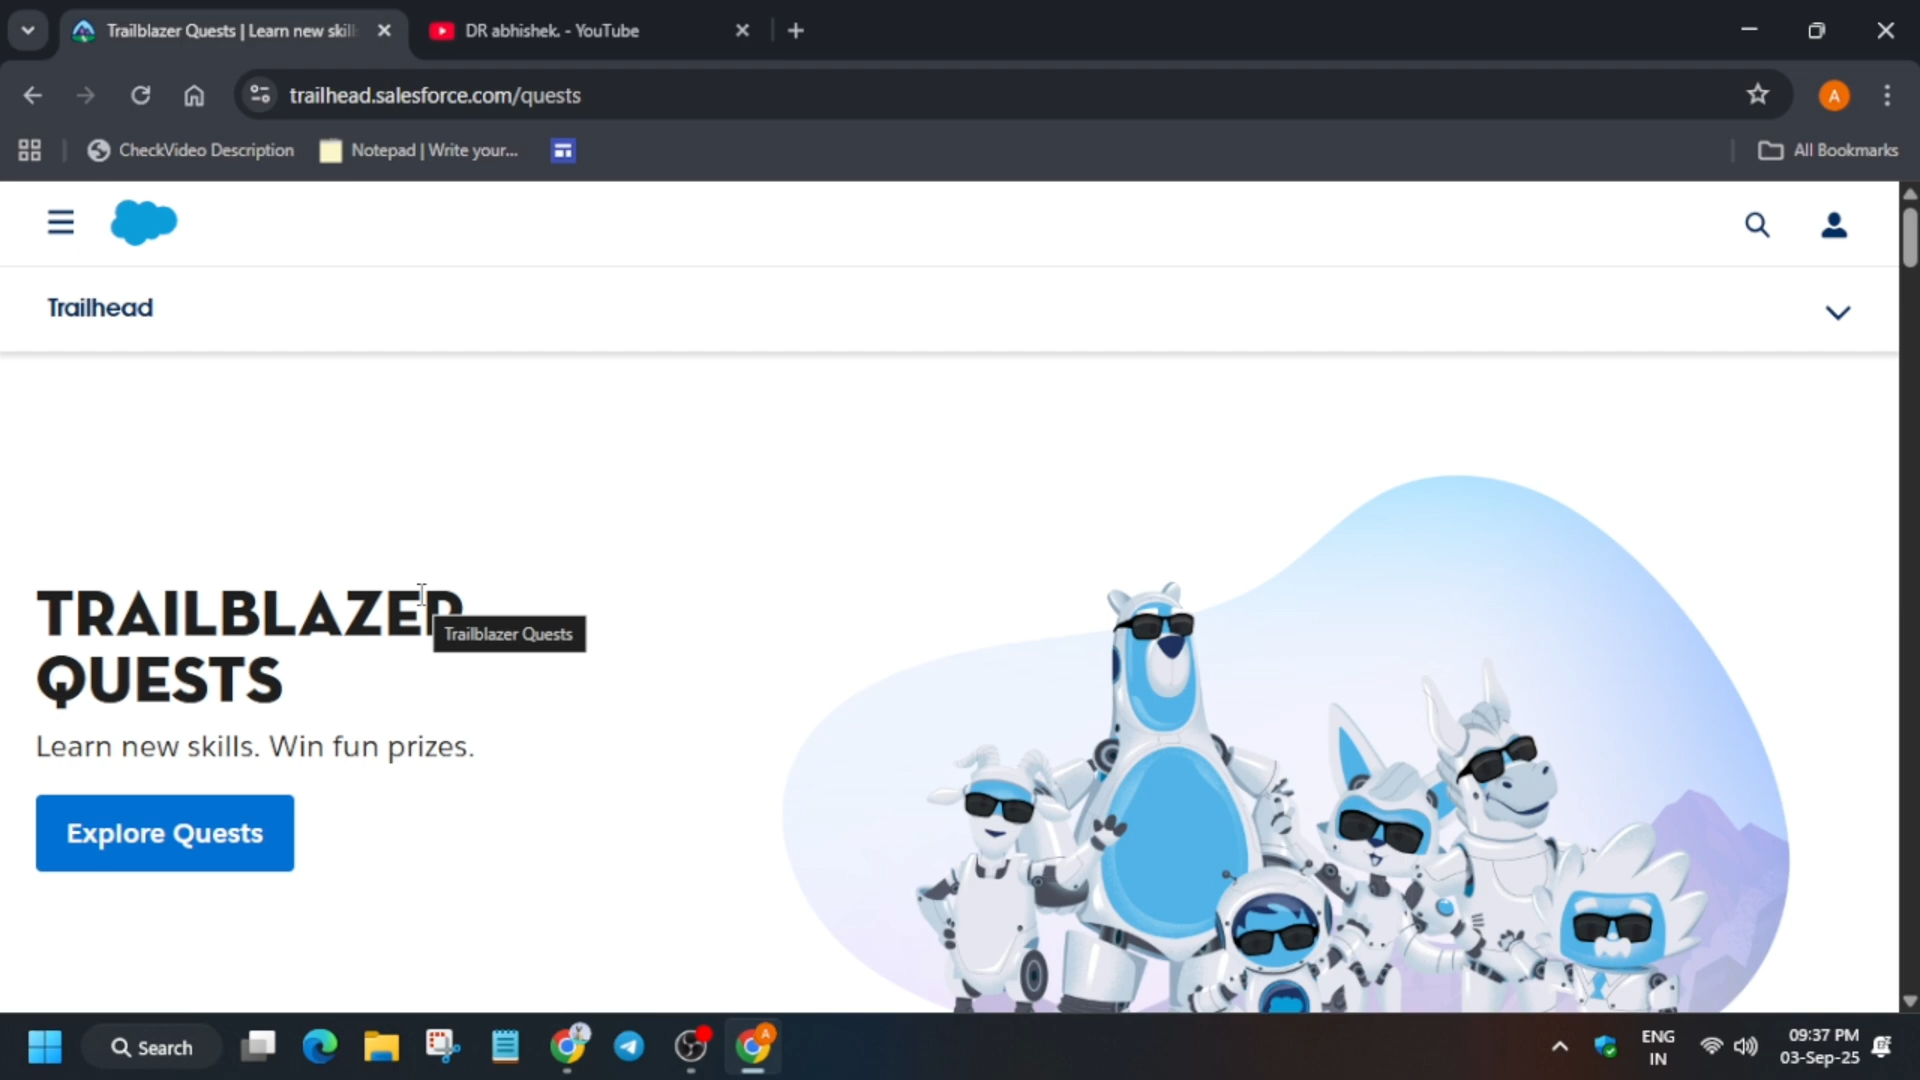 Trailblazer Quests | Learn new skil
DR abhishek. - YouTube
trailhead.salesforce.com/quests
A
CheckVideo Description
Notepad | Write your...
All Bookmarks
Trailhead
TRAILBLAZER
QUESTS
Trailblazer Quests
Learn new skills. Win fun prizes.
Explore Quests
Search
A
ENG
IN
09:37 PM
03-Sep-25